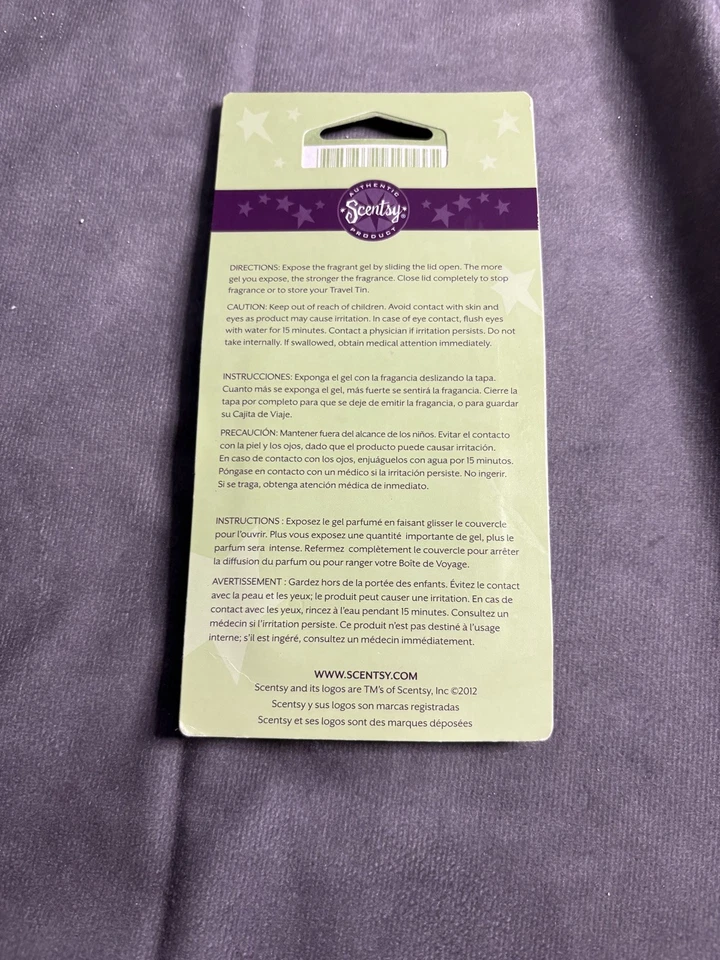 AUTHENTIC
Scentsy®
PRODUCT
DIRECTIONS: Expose the fragrant gel by sliding the lid open. The more
gel you expose, the stronger the fragrance. Close lid completely to stop
fragrance or to store your Travel Tin.
CAUTION: Keep out of reach of children. Avoid contact with skin and
eyes as product may cause irritation. In case of eye contact, flush eyes
with water for 15 minutes. Contact a physician if irritation persists. Do not
take internally. If swallowed, obtain medical attention immediately.
INSTRUCCIONES: Exponga el gel con la fragancia deslizando la tapa.
Cuanto más se exponga el gel, más fuerte se sentirá la fragancia. Cierre la
tapa por completo para que se deje de emitir la fragancia, o para guardar
su Cajita de Viaje.
PRECAUCIÓN: Mantener fuera del alcance de los niños. Evitar el contacto
con la piel y los ojos, dado que el producto puede causar irritación.
En caso de contacto con los ojos, enjuáguelos con agua por 15 minutos.
Póngase en contacto con un médico si la irritación persiste. No ingerir.
Si se traga, obtenga atención médica de inmediato.
INSTRUCTIONS : Exposez le gel parfumé en faisant glisser le couvercle
pour l'ouvrir. Plus vous exposez une quantité importante de gel, plus le
parfum sera intense. Refermez complètement le couvercle pour arrêter
la diffusion du parfum ou pour ranger votre Boîte de Voyage.
AVERTISSEMENT : Gardez hors de la portée des enfants. Évitez le contact
avec la peau et les yeux; le produit peut causer une irritation. En cas de
contact avec les yeux, rincez à l'eau pendant 15 minutes. Consultez un
médecin si l'irritation persiste. Ce produit n'est pas destiné à l'usage
interne; s'il est ingéré, consultez un médecin immédiatement.
WWW.SCENTSY.COM
Scentsy and its logos are TM's of Scentsy, Inc ©2012
Scentsy y sus logos son marcas registradas
Scentsy et ses logos sont des marques déposées